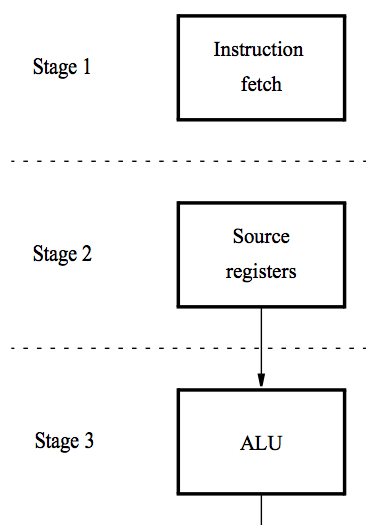 Stage 1
Instruction
fetch
Stage 2
Source
registers
Stage 3
ALU